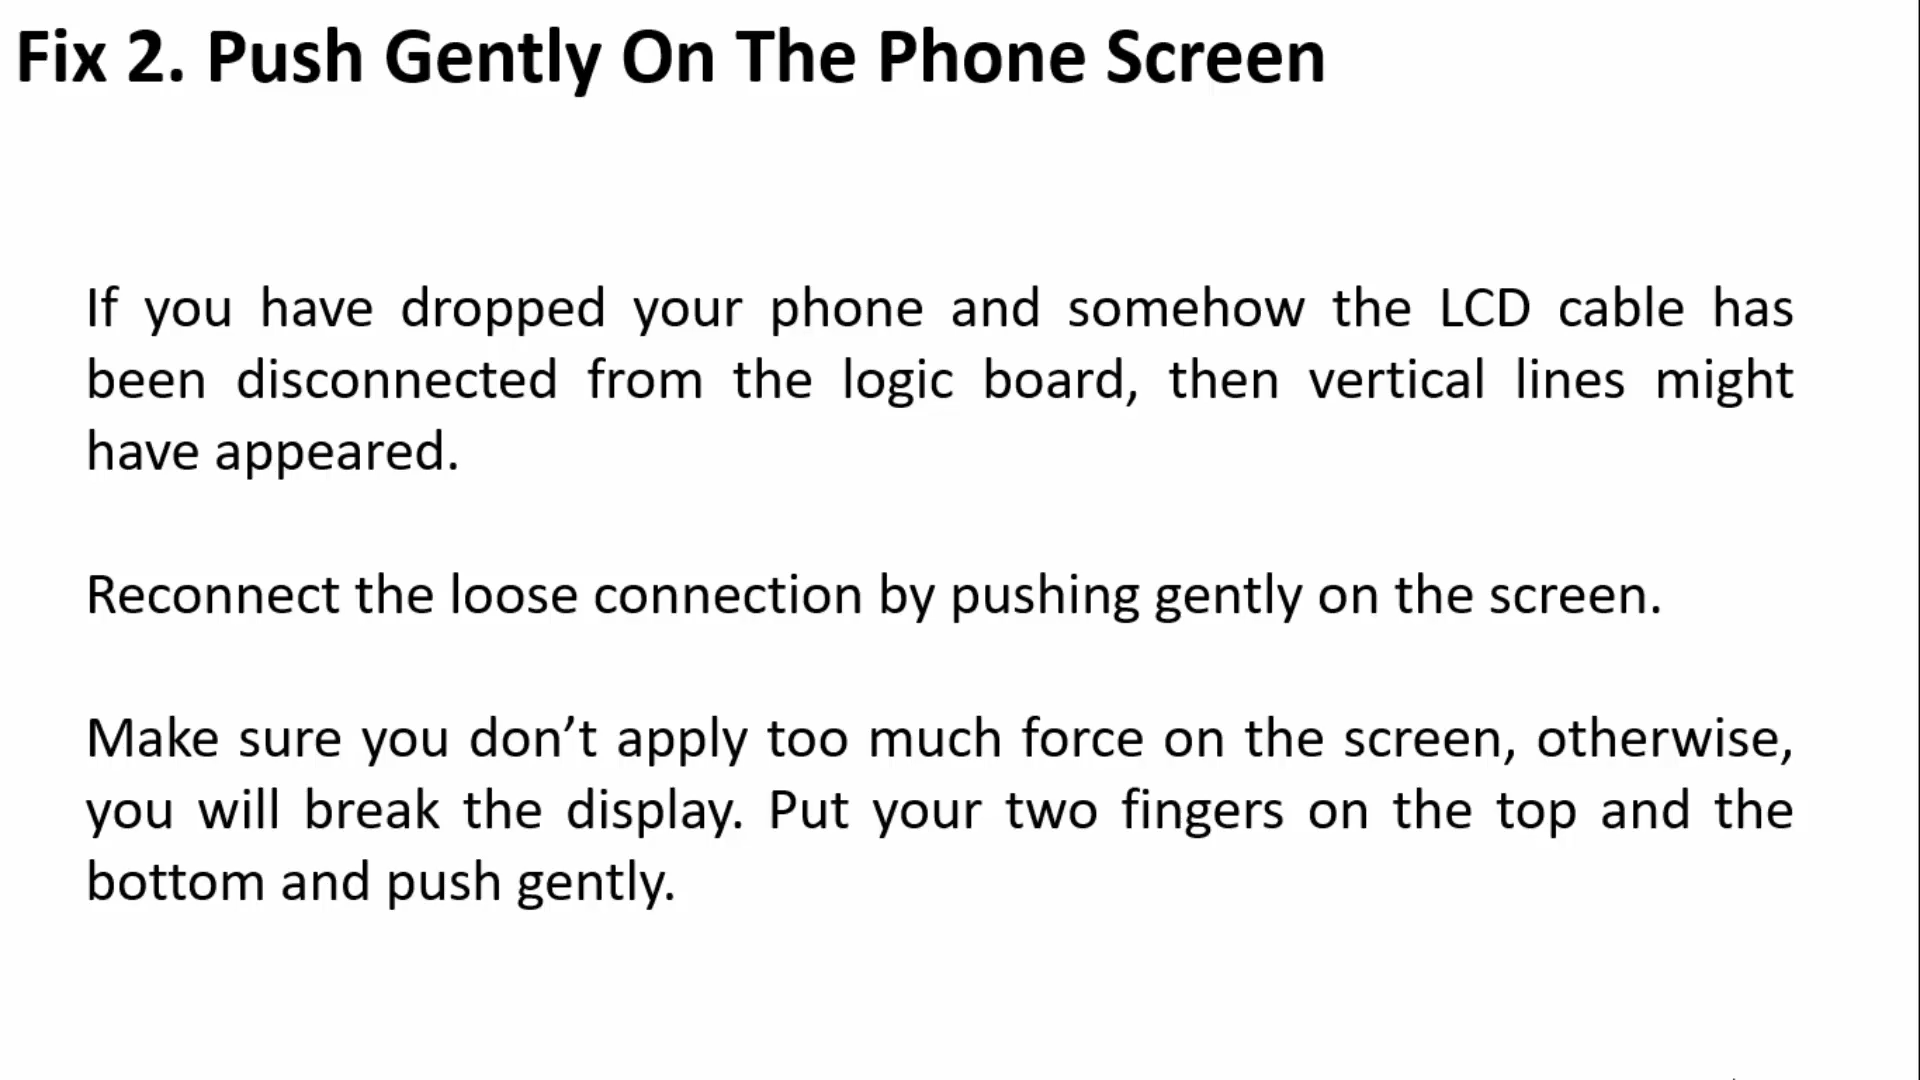 Fix 2. Push Gently On The Phone Screen
If you have dropped your phone and somehow the LCD cable has
been disconnected from the logic board, then vertical lines might
have appeared.
Reconnect the loose connection by pushing gently on the screen.
Make sure you don’t apply too much force on the screen, otherwise,
you will break the display. Put your two fingers on the top and the
bottom and push gently.